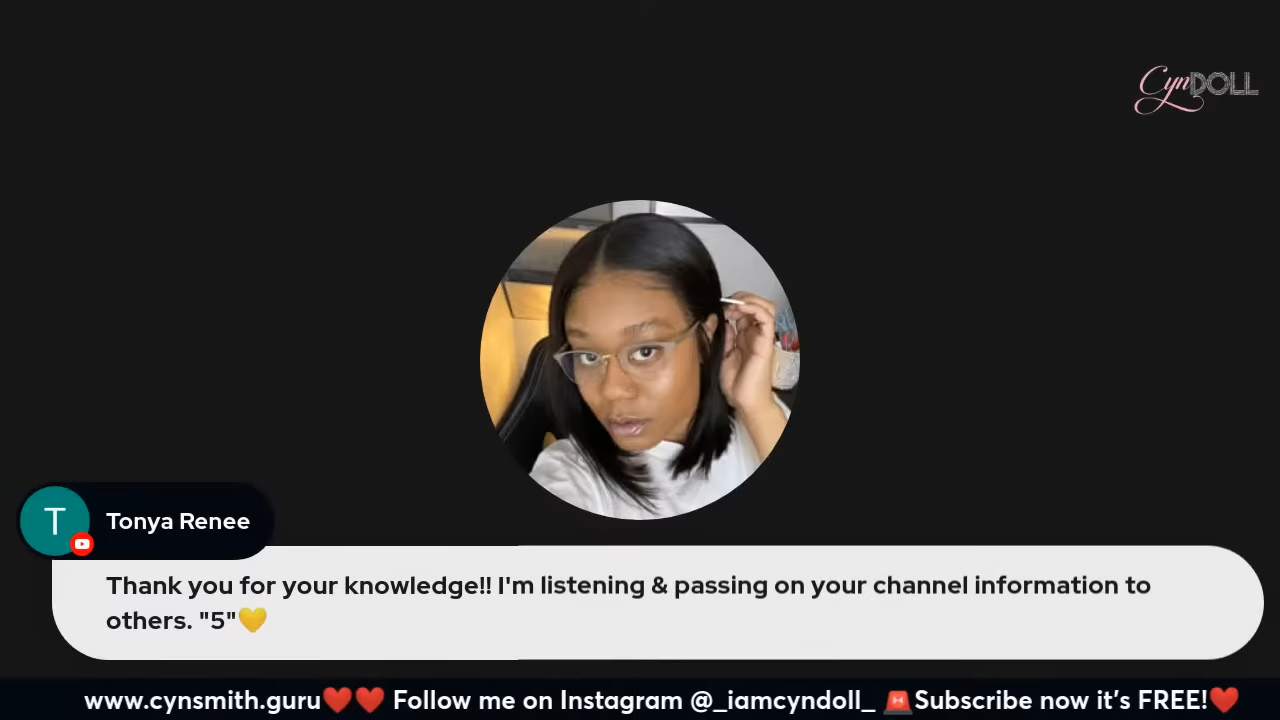 CynDOLL
T
Tonya Renee
Thank you for your knowledge!! I'm listening & passing on your channel information to
others. "5"💛
www.cynsmith.guru❤️❤️ Follow me on Instagram @_iamcyndoll_ 🚨Subscribe now it's FREE!❤️